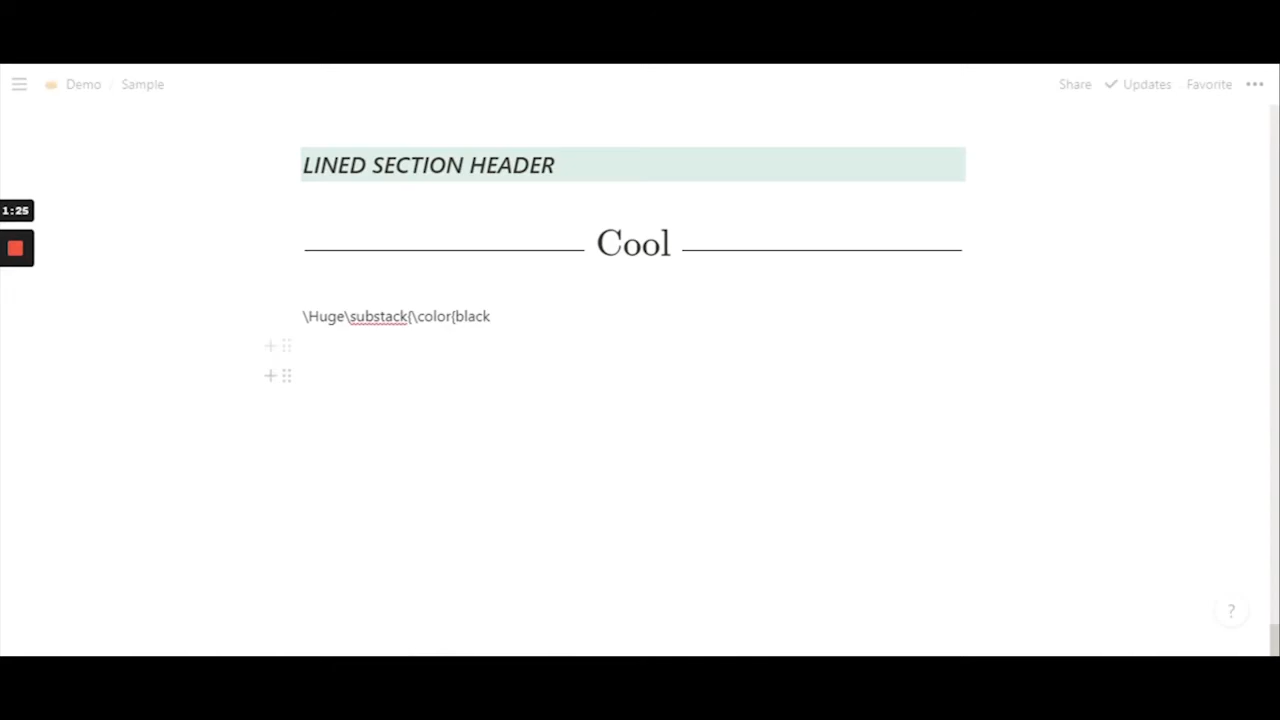 Demo / Sample
Share Updates Favorite
LINED SECTION HEADER
1:25
Cool
\Huge\substack{\color{black
?